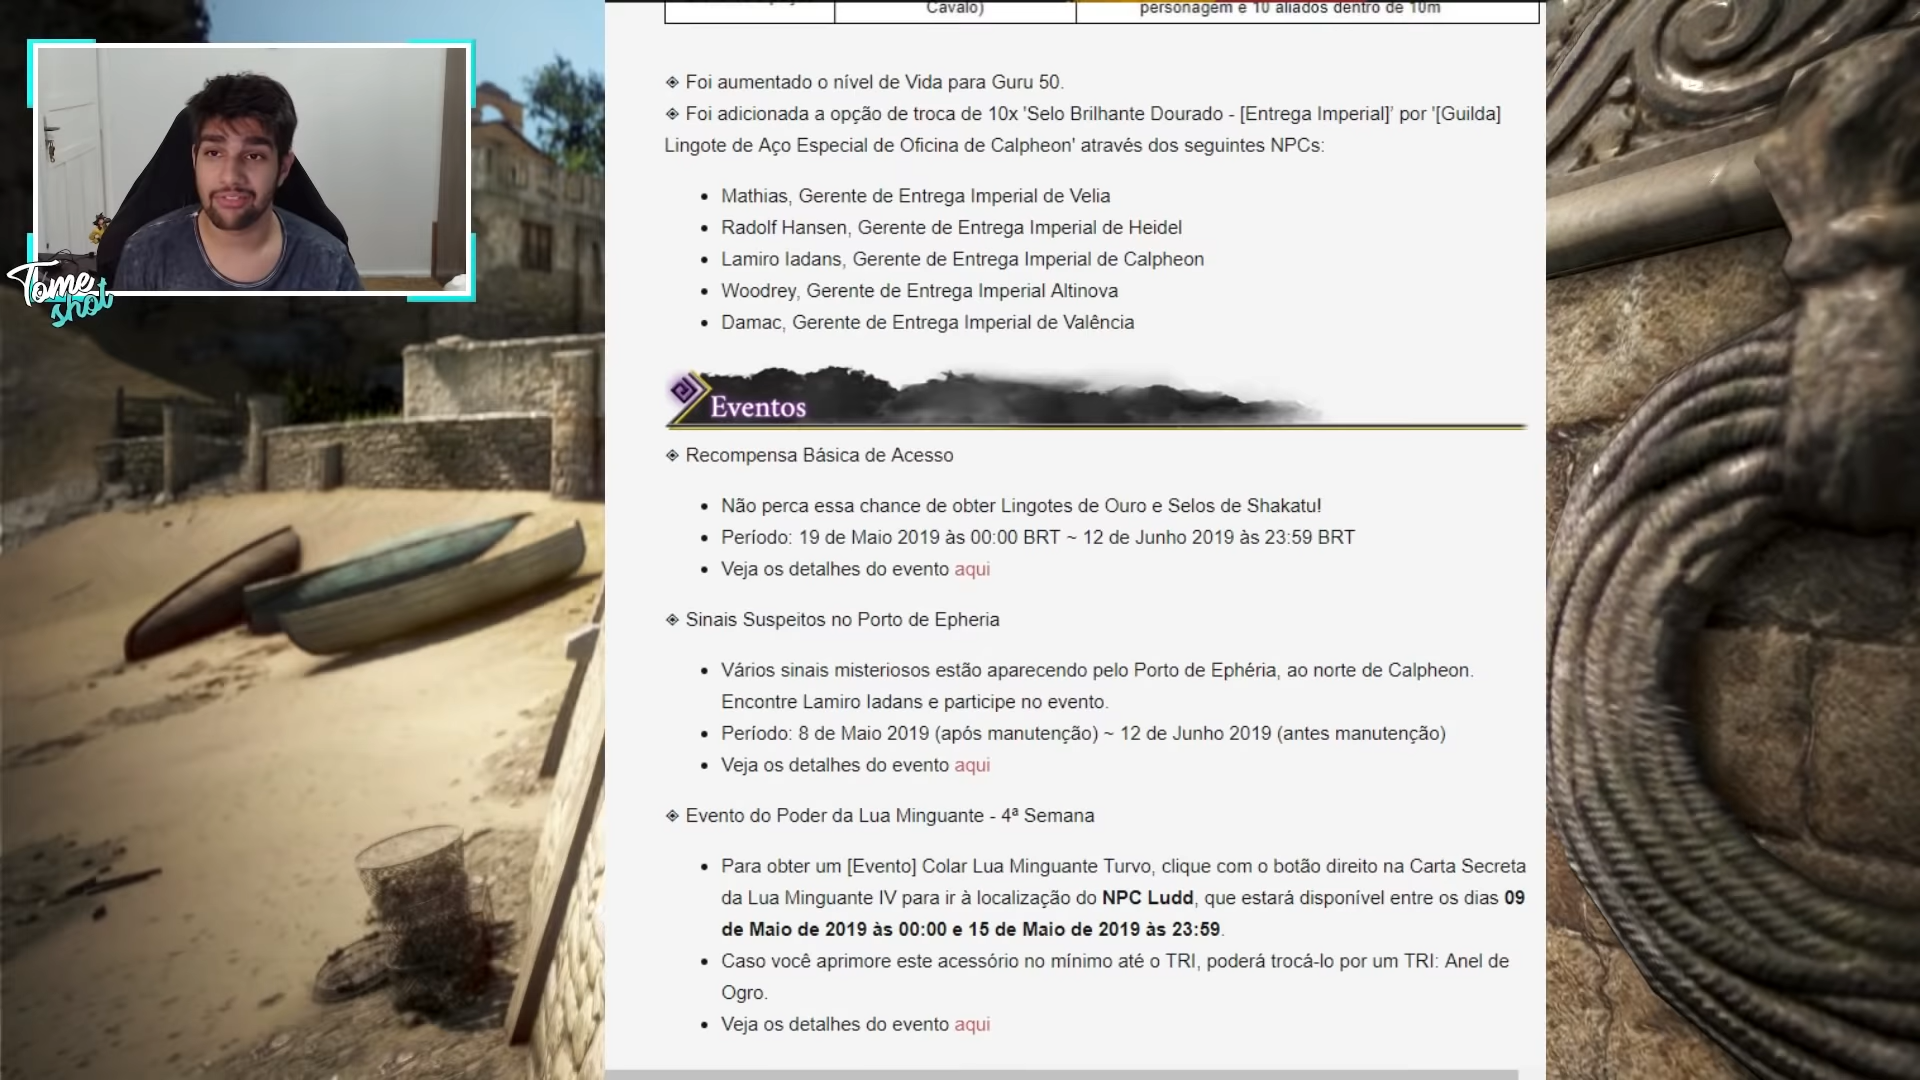 Cavalo)
personagem e 10 aliados dentro de 10m
Foi aumentado o nível de Vida para Guru 50.
Foi adicionada a opção de troca de 10x 'Selo Brilhante Dourado - [Entrega Imperial]' por '[Guilda]
Lingote de Aço Especial de Oficina de Calpheon' através dos seguintes NPCs:
Mathias, Gerente de Entrega Imperial de Velia
Radolf Hansen, Gerente de Entrega Imperial de Heidel
Lamiro Iadans, Gerente de Entrega Imperial de Calpheon
Woodrey, Gerente de Entrega Imperial Altinova
Damac, Gerente de Entrega Imperial de Valência
Tome
shot
Eventos
Recompensa Básica de Acesso
Não perca essa chance de obter Lingotes de Ouro e Selos de Shakatu!
Período: 19 de Maio 2019 às 00:00 BRT ~ 12 de Junho 2019 às 23:59 BRT
Veja os detalhes do evento aqui
Sinais Suspeitos no Porto de Epheria
Vários sinais misteriosos estão aparecendo pelo Porto de Ephéria, ao norte de Calpheon.
Encontre Lamiro Iadans e participe no evento.
Período: 8 de Maio 2019 (após manutenção) ~ 12 de Junho 2019 (antes manutenção)
Veja os detalhes do evento aqui
Evento do Poder da Lua Minguante - 4ª Semana
Para obter um [Evento] Colar Lua Minguante Turvo, clique com o botão direito na Carta Secreta
da Lua Minguante IV para ir à localização do NPC Ludd, que estará disponível entre os dias 09
de Maio de 2019 às 00:00 e 15 de Maio de 2019 às 23:59.
Caso você aprimore este acessório no mínimo até o TRI, poderá trocá-lo por um TRI: Anel de
Ogro.
Veja os detalhes do evento aqui